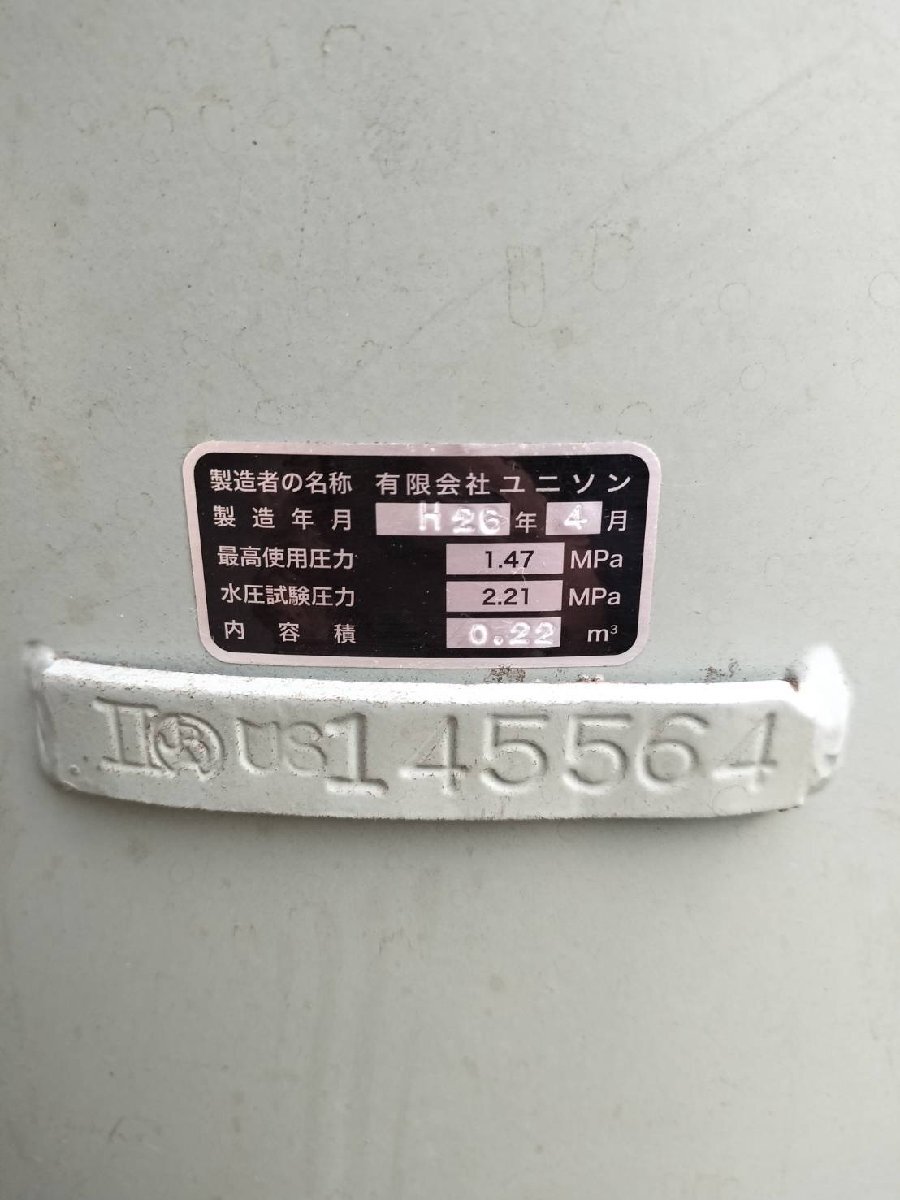 製造者の名称 有限会社ユニソン
製造年月 H26年 4月
最高使用圧力 1.47 MPa
水圧試験圧力 2.21 MPa
内容積 0.22 m³
II US145564